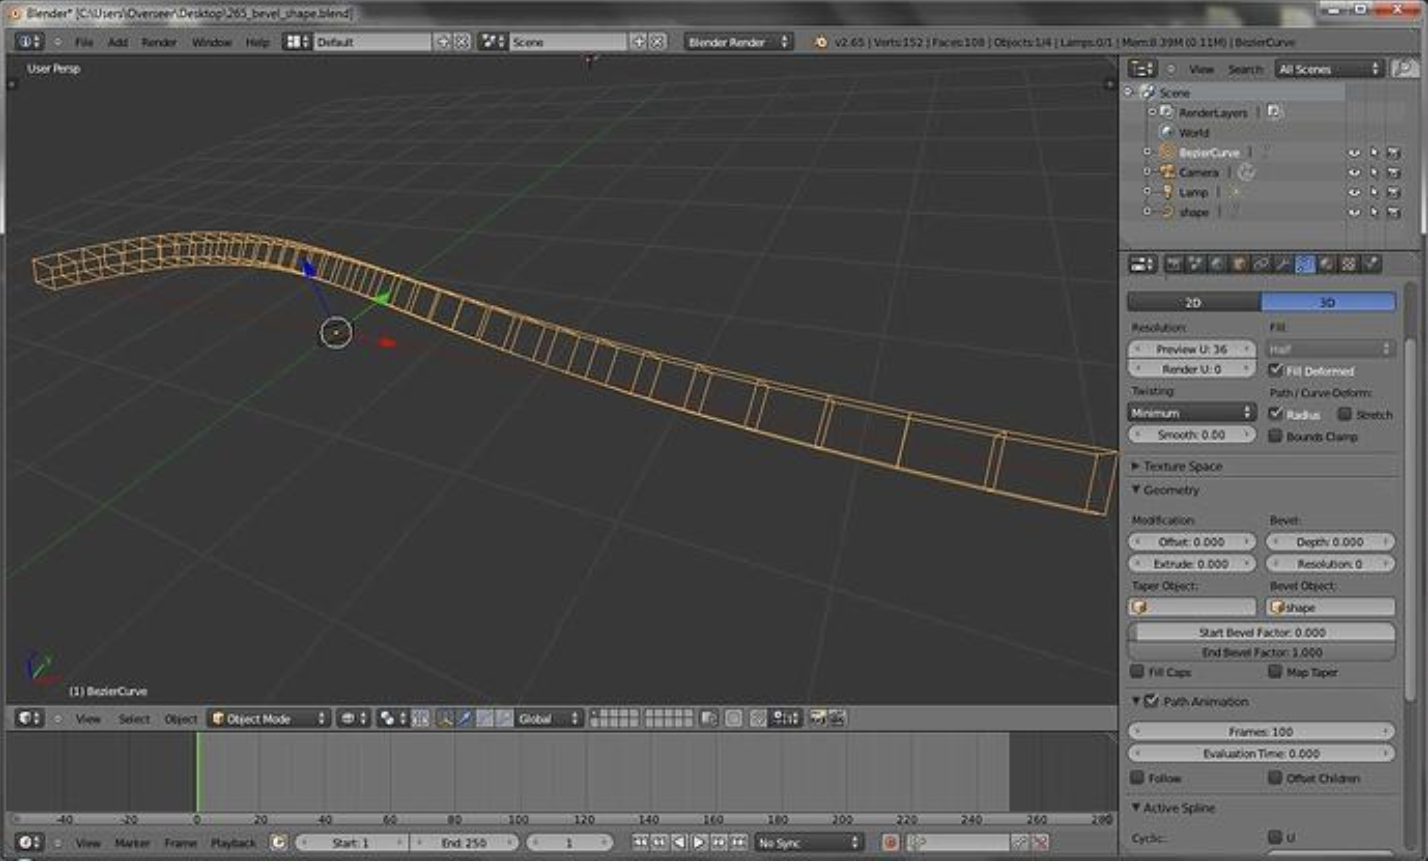 Blender* [C:\Users\Overseer\Desktop\265_bevel_shape.blend]
File Add Render Window Help Default Scene Blender Render v2.65 | Verts:152 | Faces:108 | Objects:1/4 | Lamps:0/1 | Mem:8.39M (0.11M) | BezierCurve
User Persp
(1) BezierCurve
View Select Object Object Mode Global
-40 -20 0 20 40 60 80 100 120 140 160 180 200 220 240 260 280
View Marker Frame Playback Start: 1 End: 250 1 No Sync
View Search All Scenes
Scene
RenderLayers |
World
BezierCurve |
Camera |
Lamp |
shape |
2D 3D
Resolution: Fill:
Preview U: 36 Half
Render U: 0 Fill Deformed
Twisting: Path / Curve-Deform:
Minimum Radius Stretch
Smooth: 0.00 Bounds Clamp
Texture Space
Geometry
Modification: Bevel:
Offset: 0.000 Depth: 0.000
Extrude: 0.000 Resolution: 0
Taper Object: Bevel Object:
shape
Start Bevel Factor: 0.000
End Bevel Factor: 1.000
Fill Caps Map Taper
Path Animation
Frames: 100
Evaluation Time: 0.000
Follow Offset Children
Active Spline
Cyclic: U